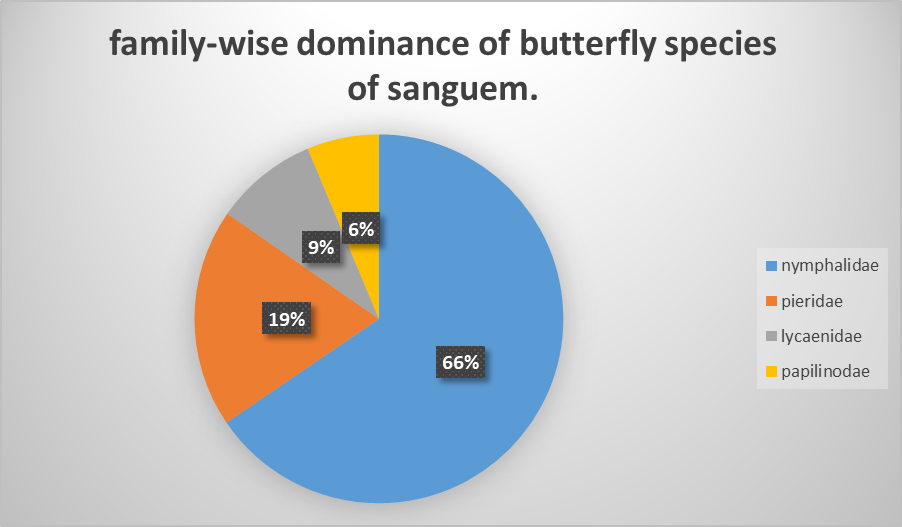 family-wise dominance of butterfly species
of sanguem.
6%
9%
19%
66%
nymphalidae
pieridae
lycaenidae
papilinodae